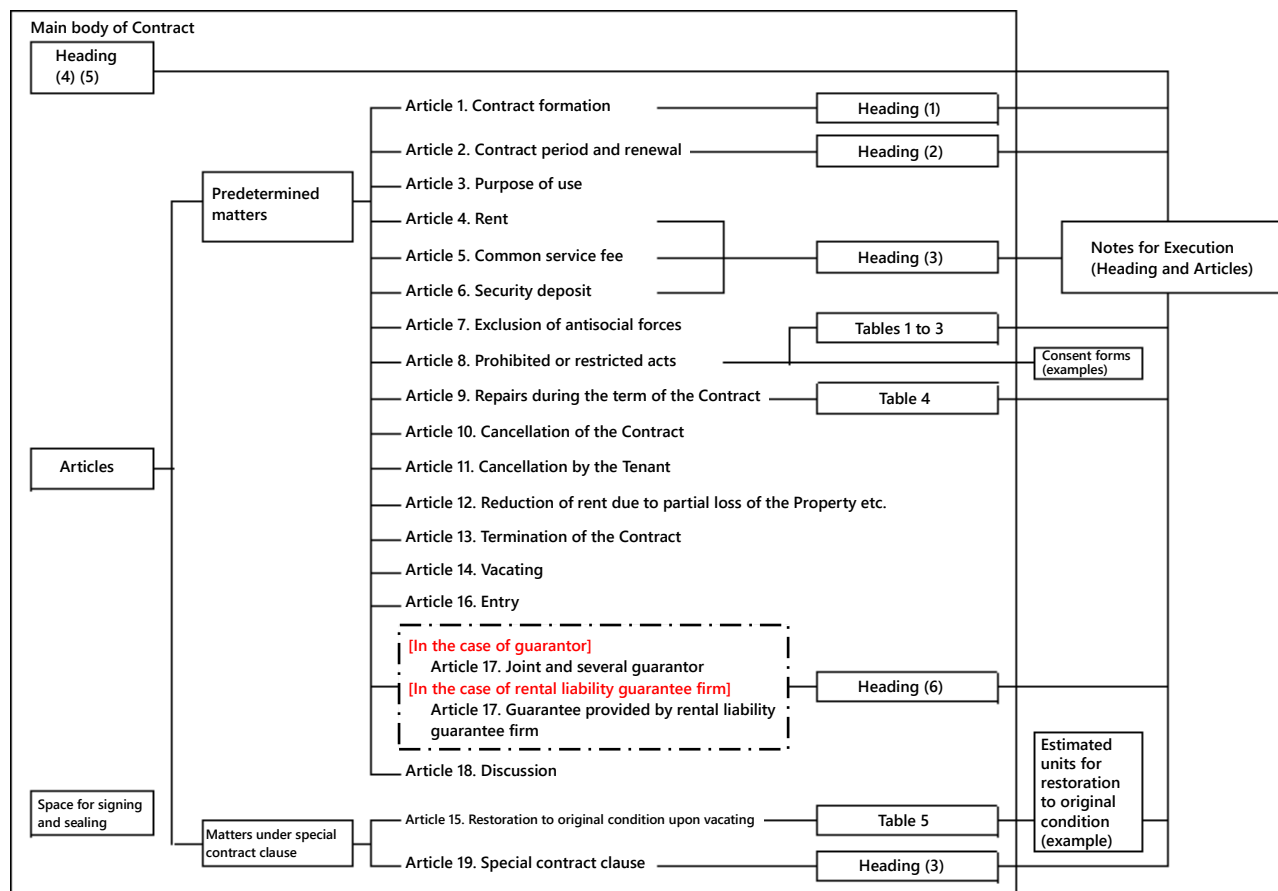 Main body of Contract
Heading
(4) (5)
Article 1. Contract formation
Heading (1)
Article 2. Contract period and renewal
Heading (2)
Predetermined
matters
Article 3. Purpose of use
Article 4. Rent
Article 5. Common service fee
Heading (3)
Notes for Execution
(Heading and Articles)
Article 6. Security deposit
Article 7. Exclusion of antisocial forces
Tables 1 to 3
Article 8. Prohibited or restricted acts
Consent forms
(examples)
Article 9. Repairs during the term of the Contract
Table 4
Article 10. Cancellation of the Contract
Articles
Article 11. Cancellation by the Tenant
Article 12. Reduction of rent due to partial loss of the Property etc.
Article 13. Termination of the Contract
Article 14. Vacating
Article 16. Entry
[In the case of guarantor]
Article 17. Joint and several guarantor
[In the case of rental liability guarantee firm]
Article 17. Guarantee provided by rental liability
guarantee firm
Heading (6)
Article 18. Discussion
Space for signing
and sealing
Matters under special
contract clause
Article 15. Restoration to original condition upon vacating
Table 5
Estimated
units for
restoration
to original
condition
(example)
Article 19. Special contract clause
Heading (3)